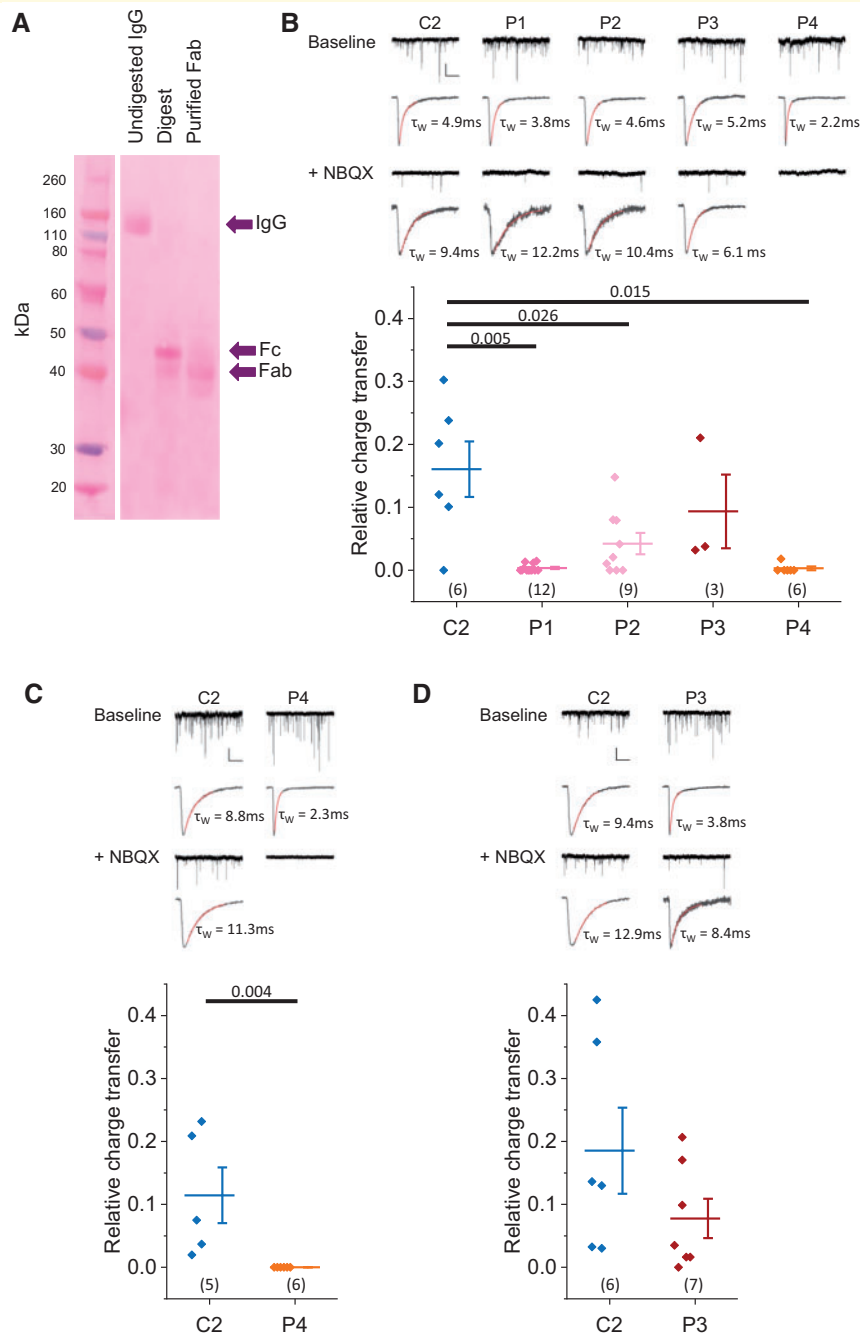 A
Undigested IgG
Digest
Purified Fab
kDa
260
160
110
80
60
50
40
30
20
IgG
Fc
Fab
B
C2 P1 P2 P3 P4
Baseline
τW = 4.9ms τW = 3.8ms τW = 4.6ms τW = 5.2ms τW = 2.2ms
+ NBQX
τW = 9.4ms τW = 12.2ms τW = 10.4ms τW = 6.1 ms
Relative charge transfer
0.015
0.026
0.005
0.4
0.3
0.2
0.1
0.0
(6) (12) (9) (3) (6)
C2 P1 P2 P3 P4
C
C2 P4
Baseline
τW = 8.8ms τW = 2.3ms
+ NBQX
τW = 11.3ms
Relative charge transfer
0.004
0.4
0.3
0.2
0.1
0.0
(5) (6)
C2 P4
D
C2 P3
Baseline
τW = 9.4ms τW = 3.8ms
+ NBQX
τW = 12.9ms τW = 8.4ms
Relative charge transfer
0.4
0.3
0.2
0.1
0.0
(6) (7)
C2 P3